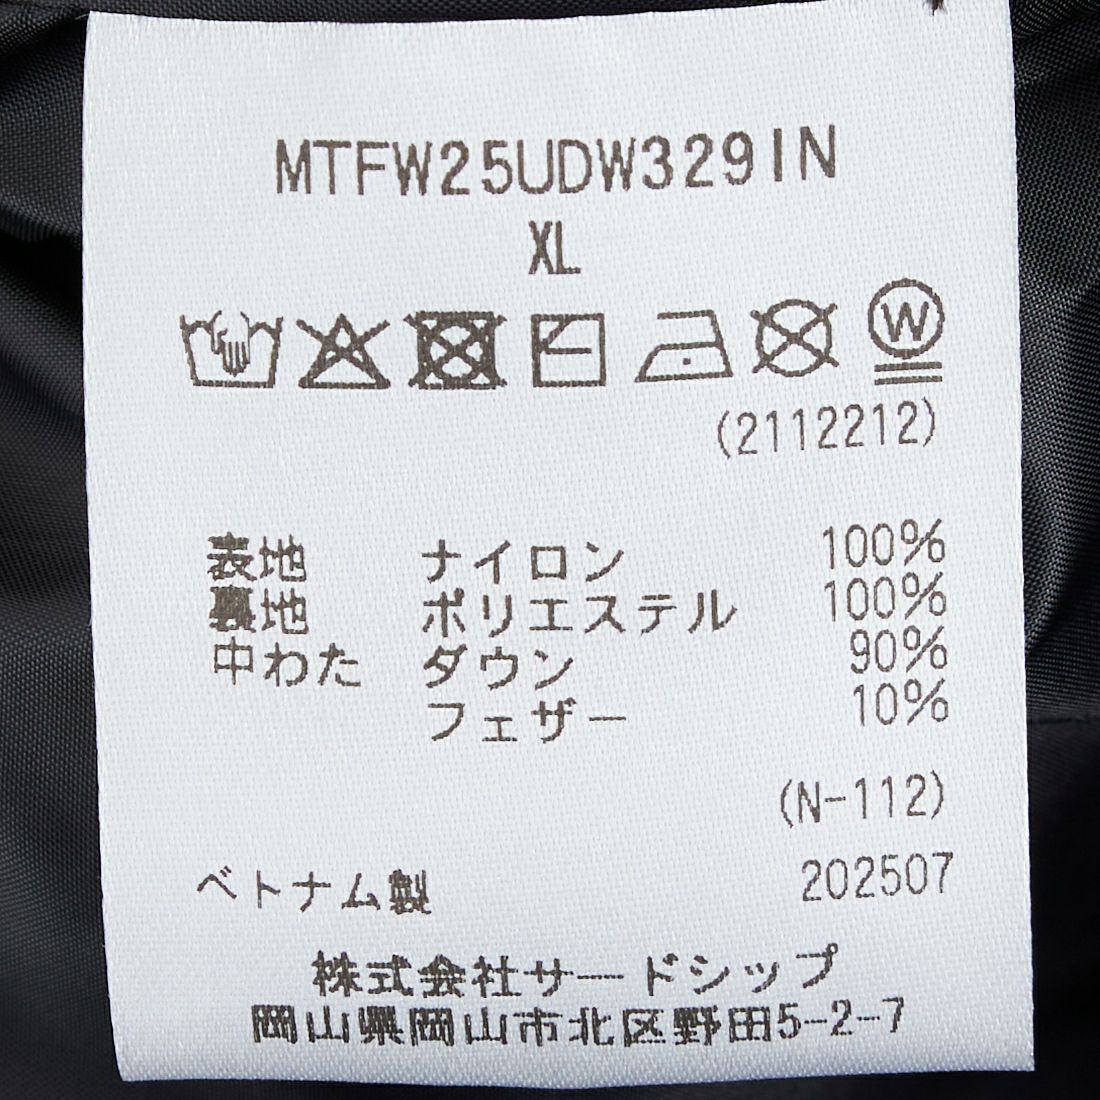 MTFW25UDW329IN
XL
W
(2112212)
表地 ナイロン 100%
裏地 ポリエステル 100%
中わた ダウン 90%
フェザー 10%
(N-112)
ベトナム製 202507
株式会社サードシップ
岡山県岡山市北区野田5-2-7